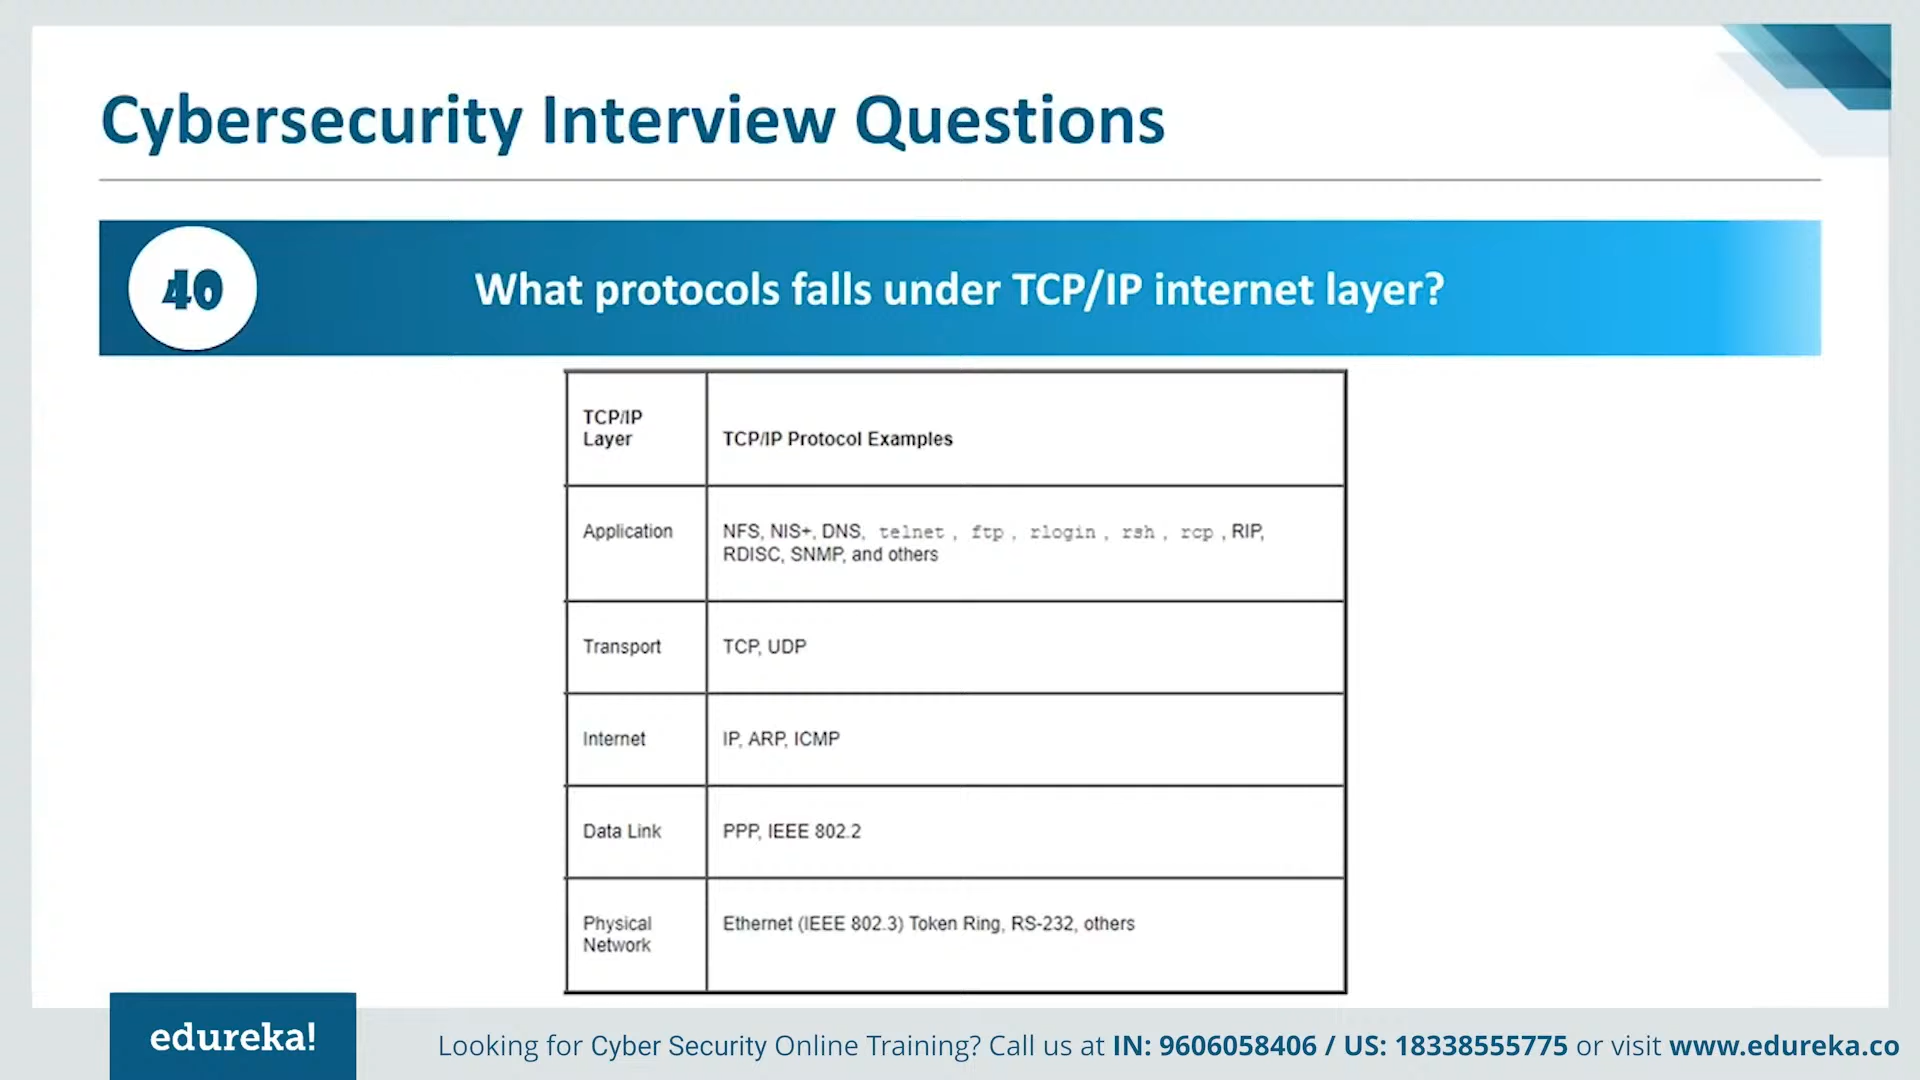 Cybersecurity Interview Questions
40
What protocols falls under TCP/IP internet layer?
TCP/IP
Layer
TCP/IP Protocol Examples
Application
NFS, NIS+, DNS, telnet, ftp, rlogin, rsh, rcp, RIP,
RDISC, SNMP, and others
Transport
TCP, UDP
Internet
IP, ARP, ICMP
Data Link
PPP, IEEE 802.2
Physical
Network
Ethernet (IEEE 802.3) Token Ring, RS-232, others
edureka!
Looking for Cyber Security Online Training? Call us at IN: 9606058406 / US: 18338555775 or visit www.edureka.co